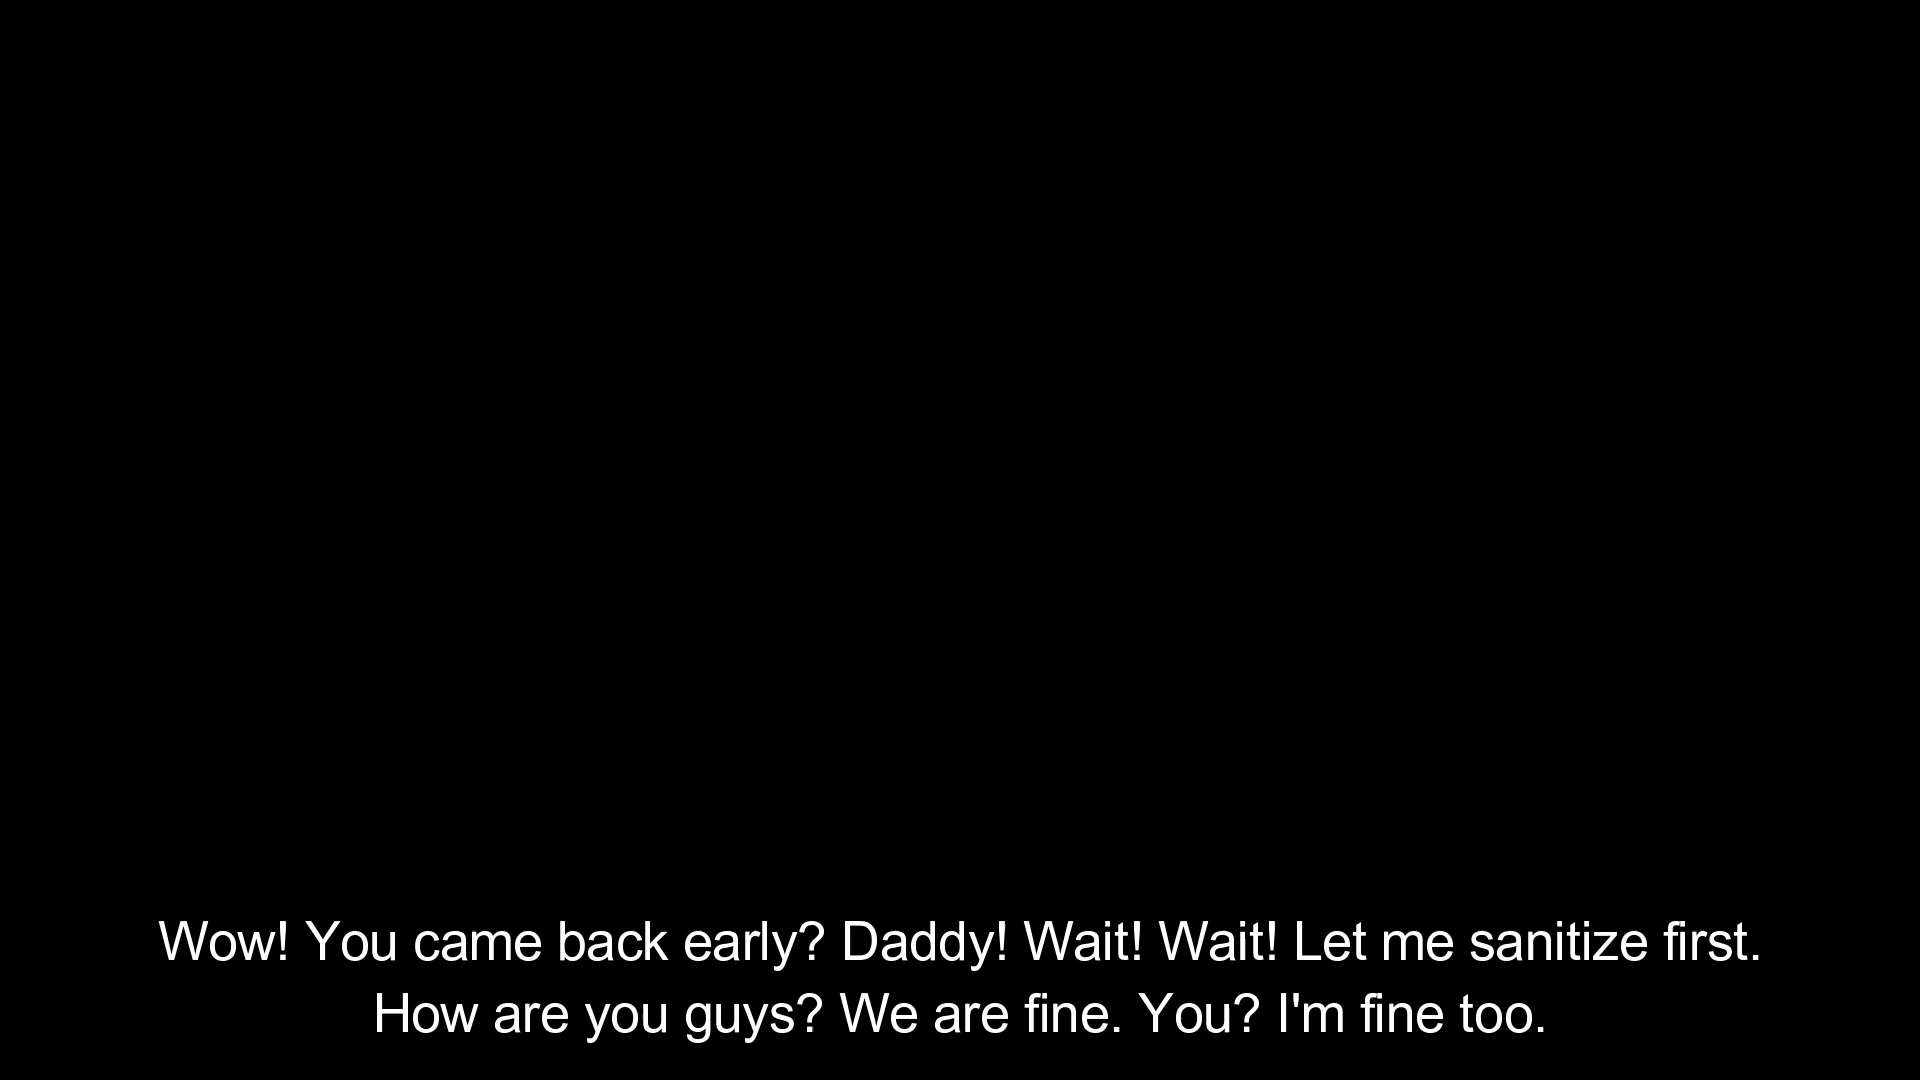 Wow! You came back early? Daddy! Wait! Wait! Let me sanitize first.
How are you guys? We are fine. You? I'm fine too.